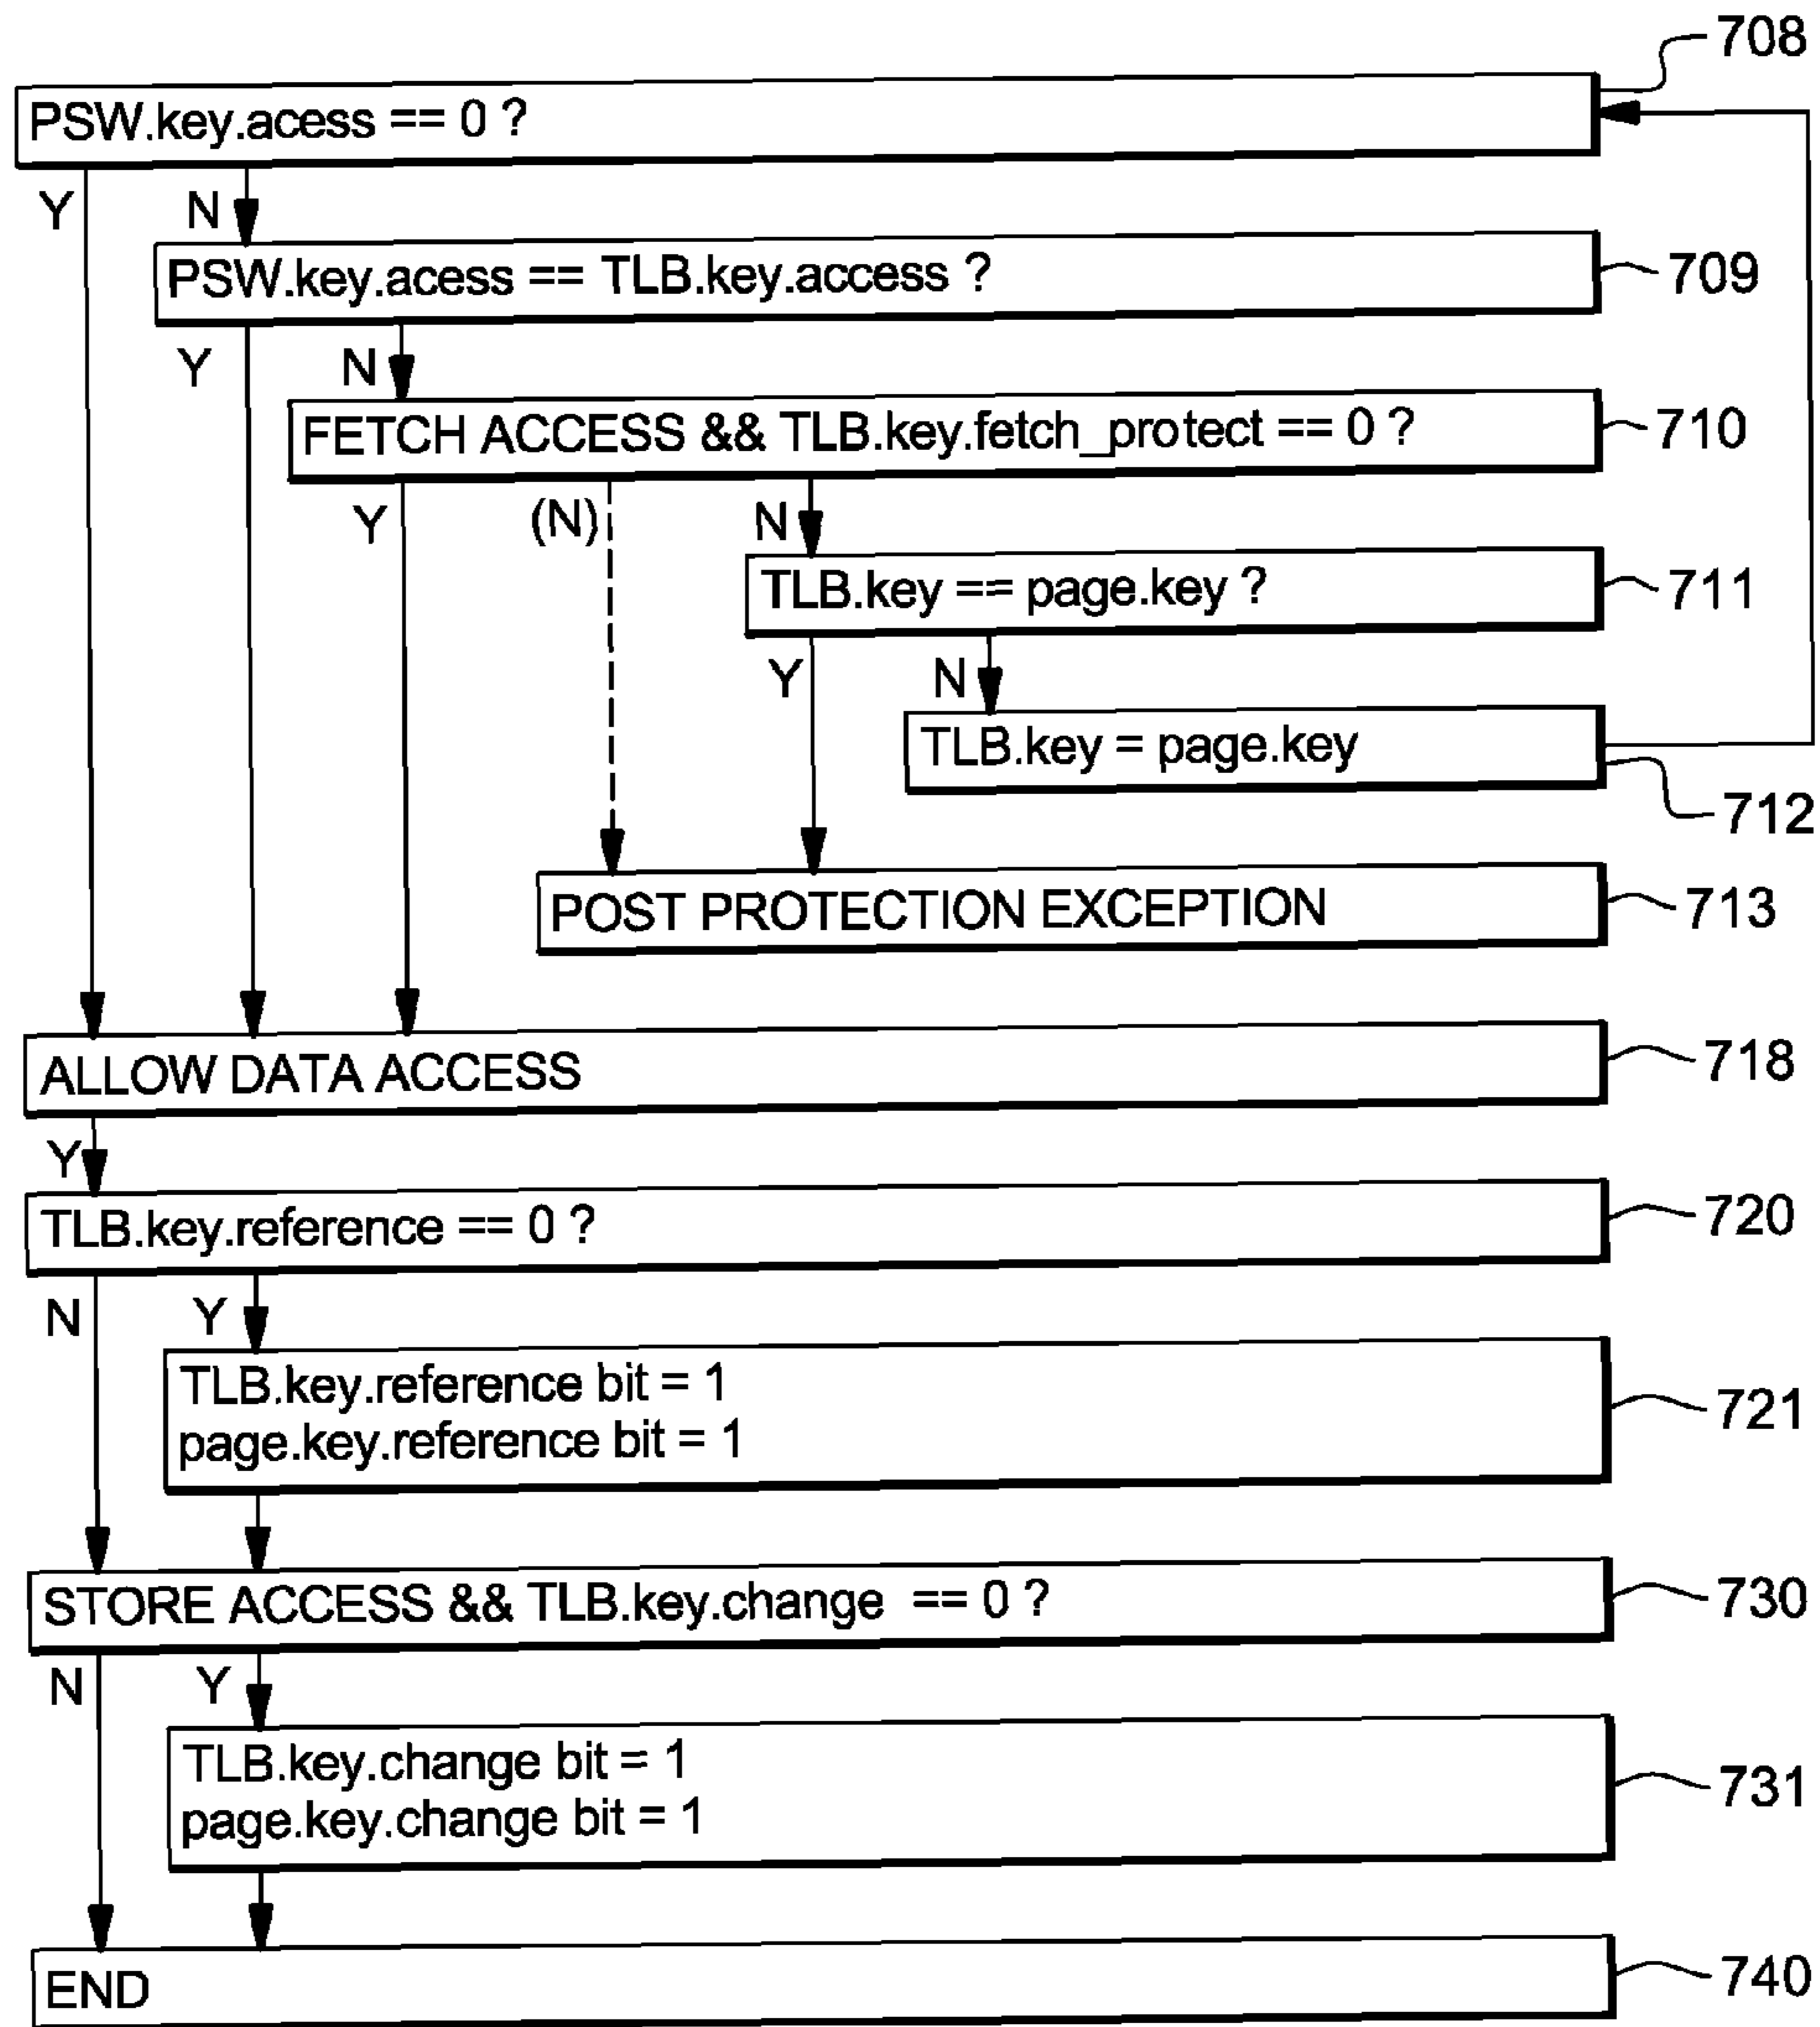 708
PSW.key.acess == 0 ?
Y N
PSW.key.acess == TLB.key.access ? 709
Y N
FETCH ACCESS && TLB.key.fetch_protect == 0 ? 710
Y (N) N
TLB.key == page.key ? 711
Y N
TLB.key = page.key
712
POST PROTECTION EXCEPTION 713
ALLOW DATA ACCESS 718
Y
TLB.key.reference == 0 ? 720
N Y
TLB.key.reference bit = 1
page.key.reference bit = 1
721
STORE ACCESS && TLB.key.change == 0 ? 730
N Y
TLB.key.change bit = 1
page.key.change bit = 1
731
END 740